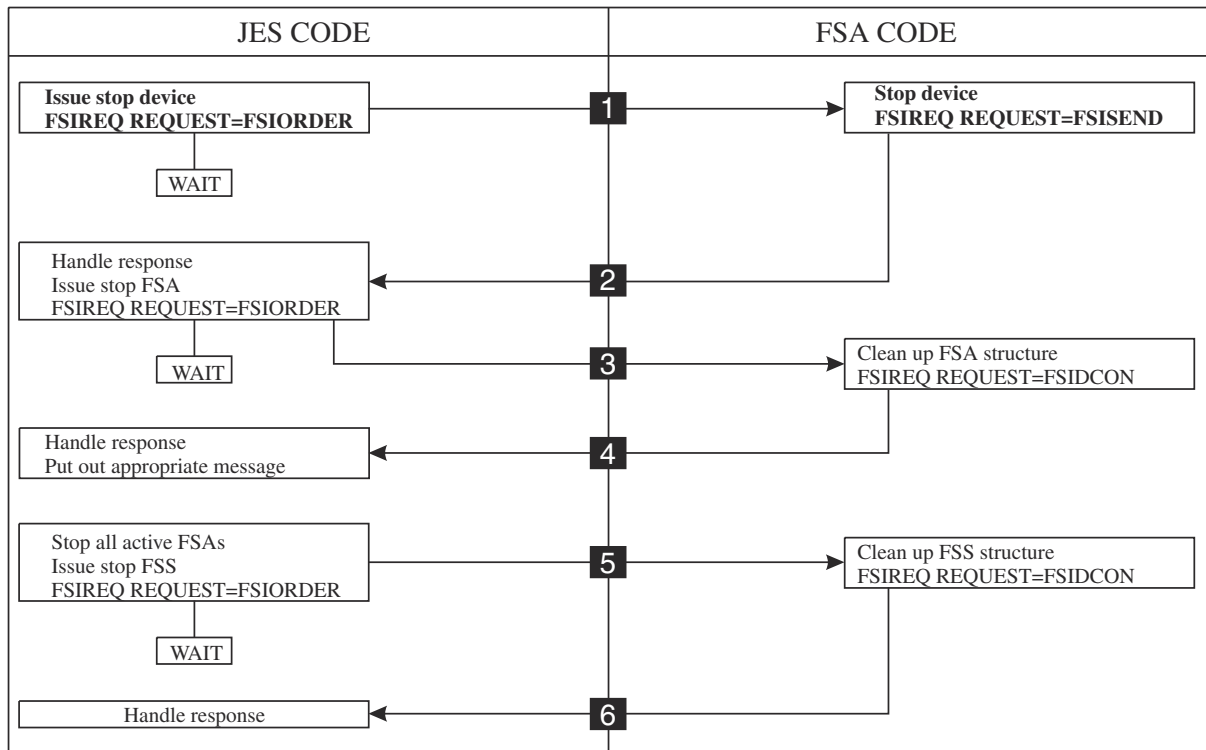 JES CODE
FSA CODE
Issue stop device
FSIREQ REQUEST=FSIORDER
1
Stop device
FSIREQ REQUEST=FSISEND
WAIT
Handle response
Issue stop FSA
FSIREQ REQUEST=FSIORDER
2
WAIT
3
Clean up FSA structure
FSIREQ REQUEST=FSIDCON
Handle response
Put out appropriate message
4
Stop all active FSAs
Issue stop FSS
FSIREQ REQUEST=FSIORDER
5
Clean up FSS structure
FSIREQ REQUEST=FSIDCON
WAIT
Handle response
6